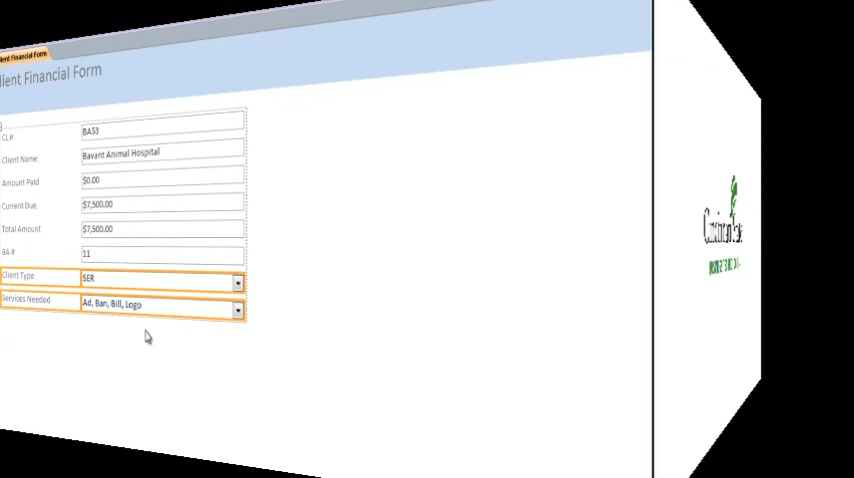 lient Financial Form
lient Financial Form
CL #
BA53
Client Name
Bavant Animal Hospital
Amount Paid
$0.00
Current Due
$7,500.00
Total Amount
$7,500.00
BA #
11
Client Type
SER
Services Needed
Ad, Ban, Bill, Logo